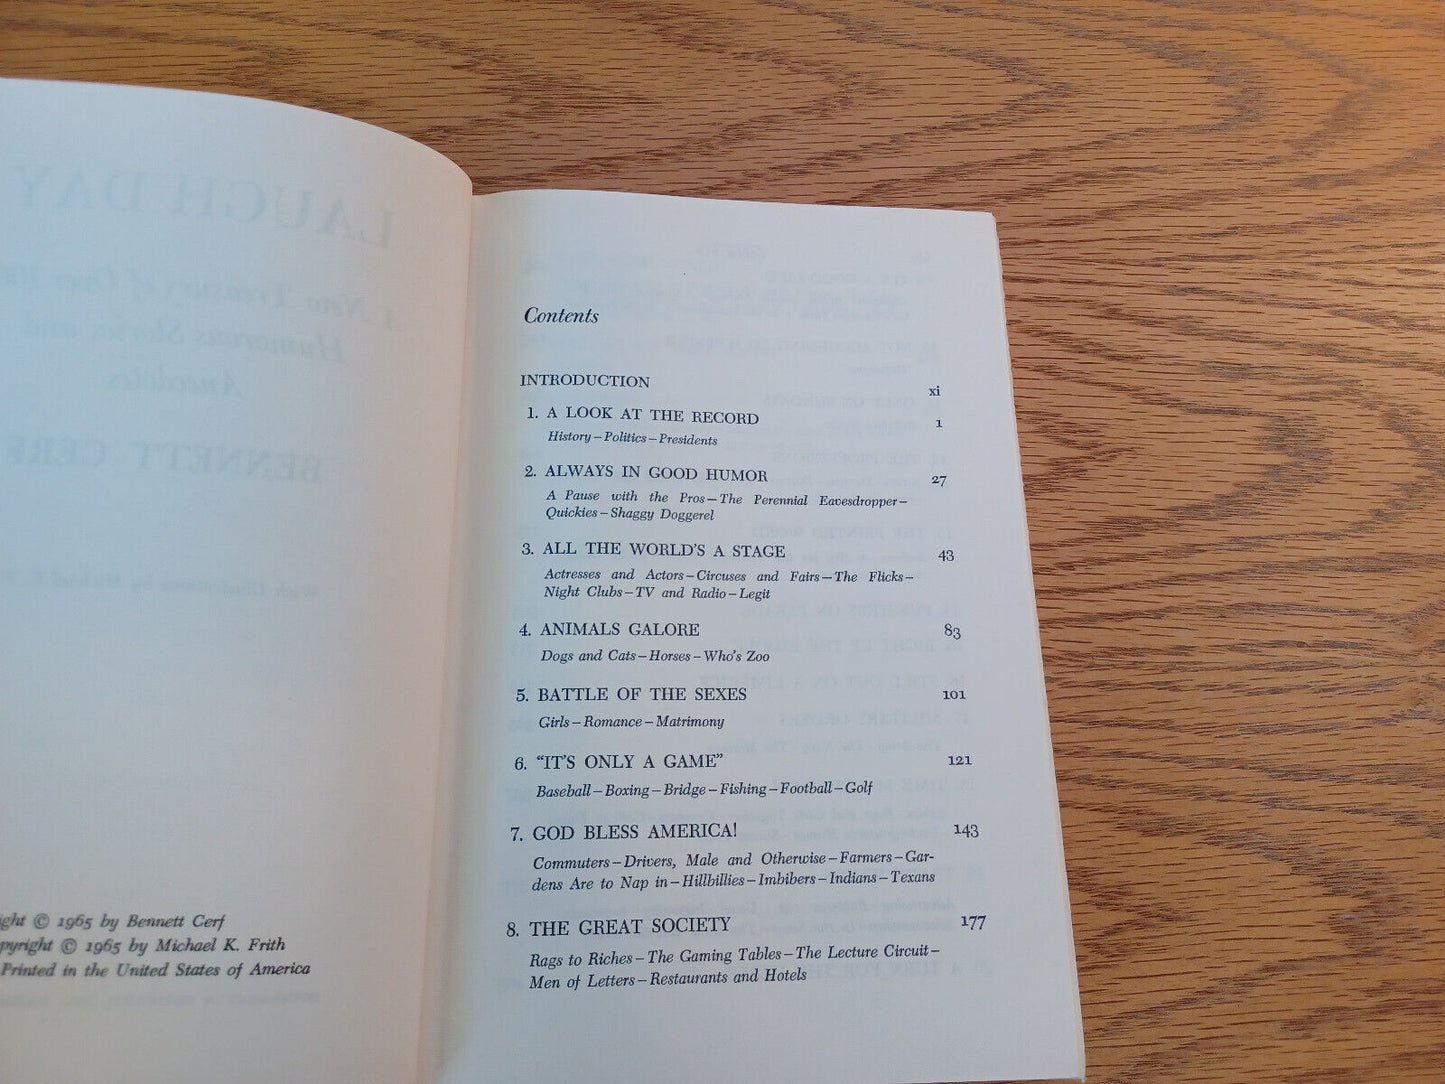 LAUGH DAY
A New Treasury of Over
Humorous Stories and
Anecdotes
BENNETT CERF
With Illustrations by Michael K.
ght © 1965 by Bennett Cerf
pyright © 1965 by Michael K. Frith
Printed in the United States of America
Contents
INTRODUCTION xi
1. A LOOK AT THE RECORD 1
History–Politics–Presidents
2. ALWAYS IN GOOD HUMOR 27
A Pause with the Pros–The Perennial Eavesdropper–
Quickies–Shaggy Doggerel
3. ALL THE WORLD'S A STAGE 43
Actresses and Actors–Circuses and Fairs–The Flicks–
Night Clubs–TV and Radio–Legit
4. ANIMALS GALORE 83
Dogs and Cats–Horses–Who's Zoo
5. BATTLE OF THE SEXES 101
Girls–Romance–Matrimony
6. “IT'S ONLY A GAME” 121
Baseball–Boxing–Bridge–Fishing–Football–Golf
7. GOD BLESS AMERICA! 143
Commuters–Drivers, Male and Otherwise–Farmers–Gar-
dens Are to Nap in–Hillbillies–Imbibers–Indians–Texans
8. THE GREAT SOCIETY 177
Rags to Riches–The Gaming Tables–The Lecture Circuit–
Men of Letters–Restaurants and Hotels